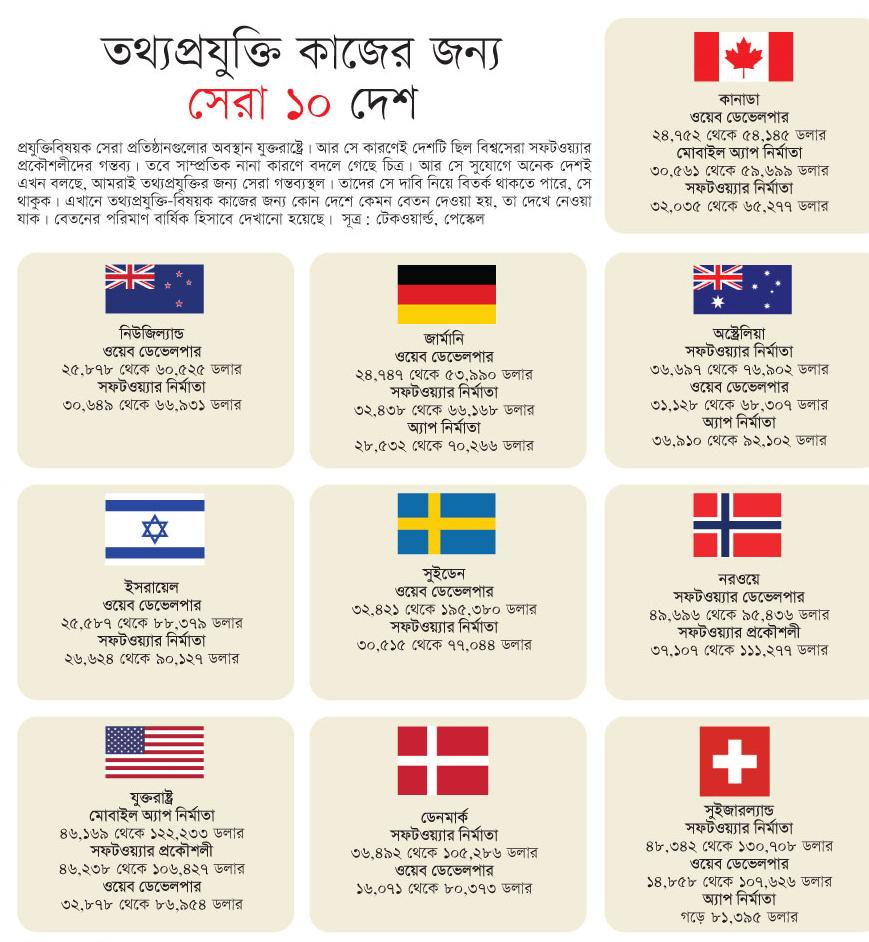 তথ্যপ্রযুক্তি কাজের জন্য
সেরা ১০ দেশ
প্রযুক্তিবিষয়ক সেরা প্রতিষ্ঠানগুলোর অবস্থান যুক্তরাষ্ট্রে। আর সে কারণেই দেশটি ছিল বিশ্বসেরা সফটওয়্যার
প্রকৌশলীদের গন্তব্য। তবে সাম্প্রতিক নানা কারণে বদলে গেছে চিত্র। আর সে সুযোগে অনেক দেশই
এখন বলছে, আমরাই তথ্যপ্রযুক্তির জন্য সেরা গন্তব্যস্থল। তাদের সে দাবি নিয়ে বিতর্ক থাকতে পারে, সে
থাকুক। এখানে তথ্যপ্রযুক্তি-বিষয়ক কাজের জন্য কোন দেশে কেমন বেতন দেওয়া হয়, তা দেখে নেওয়া
যাক। বেতনের পরিমাণ বার্ষিক হিসাবে দেখানো হয়েছে। সূত্র : টেকওয়ার্ল্ড, পেস্কেল
কানাডা
ওয়েব ডেভেলপার
২৪,৭৫২ থেকে ৫৪,১৪৫ ডলার
মোবাইল অ্যাপ নির্মাতা
৩০,৫৬১ থেকে ৫৯,৬৯৯ ডলার
সফটওয়্যার নির্মাতা
৩২,০৩৫ থেকে ৬৫,২৭৭ ডলার
নিউজিল্যান্ড
ওয়েব ডেভেলপার
২৫,৮৭৮ থেকে ৬০,৫২৫ ডলার
সফটওয়্যার নির্মাতা
৩০,৬৪৯ থেকে ৬৬,৯৩১ ডলার
জার্মানি
ওয়েব ডেভেলপার
২৪,৭৪৭ থেকে ৫৩,৯৯০ ডলার
সফটওয়্যার নির্মাতা
৩২,৪৩৮ থেকে ৬৬,১৬৮ ডলার
অ্যাপ নির্মাতা
২৮,৫৩২ থেকে ৭০,২৬৬ ডলার
অস্ট্রেলিয়া
সফটওয়্যার নির্মাতা
৩৬,৬৯৭ থেকে ৭৬,৯০২ ডলার
ওয়েব ডেভেলপার
৩১,১২৮ থেকে ৬৮,৩০৭ ডলার
অ্যাপ নির্মাতা
৩৬,৯১০ থেকে ৯২,১০২ ডলার
ইসরায়েল
ওয়েব ডেভেলপার
২৫,৫৮৭ থেকে ৮৮,৩৭৯ ডলার
সফটওয়্যার নির্মাতা
২৬,৬২৪ থেকে ৯০,১২৭ ডলার
সুইডেন
ওয়েব ডেভেলপার
৩২,৪২১ থেকে ১৯৫,৩৮০ ডলার
সফটওয়্যার নির্মাতা
৩০,৫১৫ থেকে ৭৭,০৪৪ ডলার
নরওয়ে
সফটওয়্যার ডেভেলপার
৪৯,৬৯৬ থেকে ৯৫,৪৩৬ ডলার
সফটওয়্যার প্রকৌশলী
৩৭,১০৭ থেকে ১১১,২৭৭ ডলার
যুক্তরাষ্ট্র
মোবাইল অ্যাপ নির্মাতা
৪৬,১৬৯ থেকে ১২২,২৩৩ ডলার
সফটওয়্যার প্রকৌশলী
৪৬,২৩৮ থেকে ১০৬,৪২৭ ডলার
ওয়েব ডেভেলপার
৩২,৮৭৮ থেকে ৮৬,৯৫৪ ডলার
ডেনমার্ক
সফটওয়্যার নির্মাতা
৩৬,৪৯২ থেকে ১০৫,২৮৬ ডলার
ওয়েব ডেভেলপার
১৬,০৭১ থেকে ৮০,৩৭৩ ডলার
সুইজারল্যান্ড
সফটওয়্যার নির্মাতা
৪৮,৩৪২ থেকে ১৩০,৭০৮ ডলার
ওয়েব ডেভেলপার
১৪,৮৫৮ থেকে ১০৭,৬২৬ ডলার
অ্যাপ নির্মাতা
গড়ে ৮১,৩৯৫ ডলার